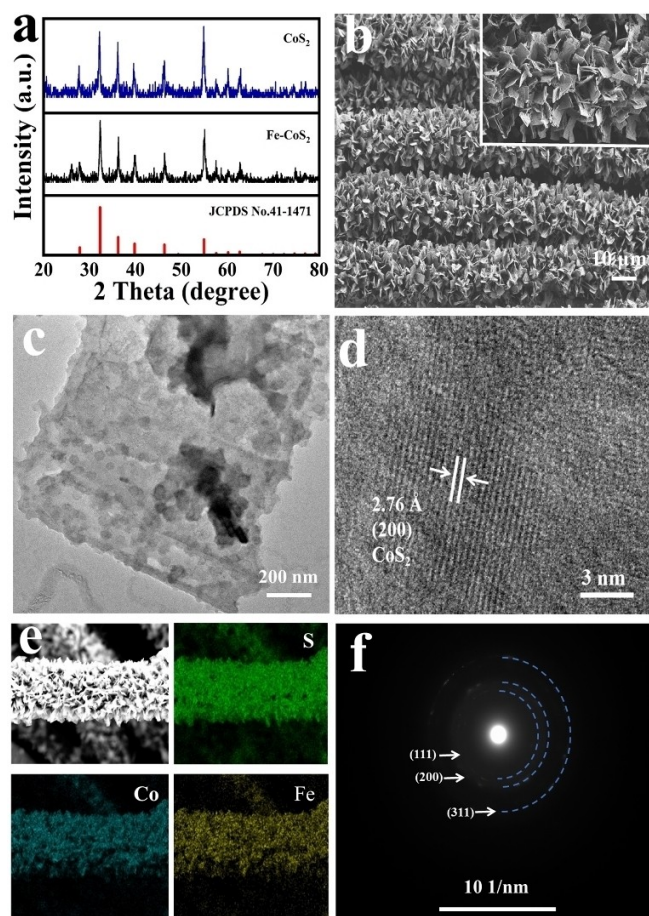 a
CoS₂
Fe-CoS₂
JCPDS No.41-1471
Intensity (a.u.)
20 30 40 50 60 70 80
2 Theta (degree)
b
10 μm
c
200 nm
d
2.76 Å
(200)
CoS₂
3 nm
e
S
Co
Fe
f
(111)
(200)
(311)
10 1/nm